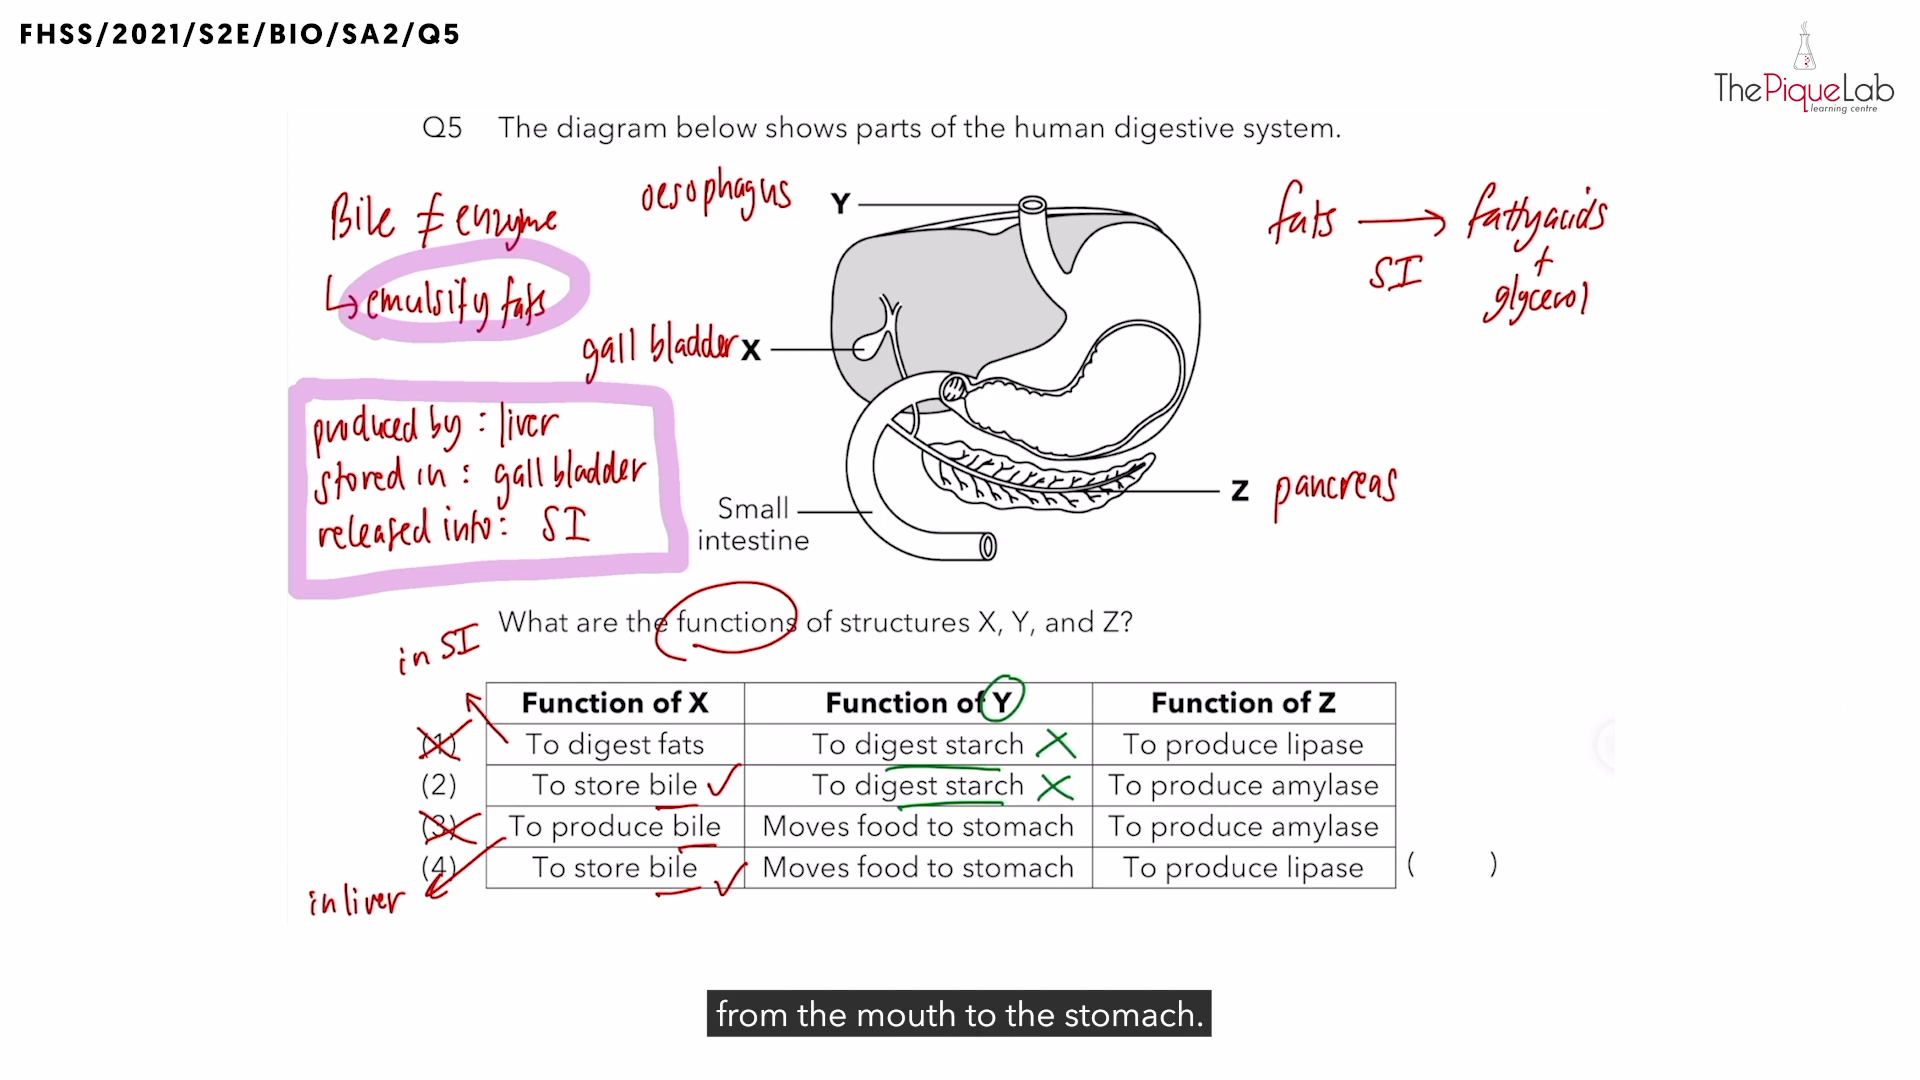 FHSS/2021/S2E/BIO/SA2/Q5
ThePiqueLab
learning centre
Q5 The diagram below shows parts of the human digestive system.
Bile ≠ enzyme
↳ emulsify fats
oesophagus Y
fats → fattyacids
SI +
glycerol
gall bladder X
produced by : liver
stored in : gall bladder
released into: SI
Z pancreas
Small
intestine
What are the functions of structures X, Y, and Z?
in SI
Function of X Function of Y Function of Z
(1) To digest fats To digest starch X To produce lipase
(2) To store bile ✓ To digest starch X To produce amylase
(3) To produce bile Moves food to stomach To produce amylase
(4) To store bile ✓ Moves food to stomach To produce lipase ( )
in liver
from the mouth to the stomach.